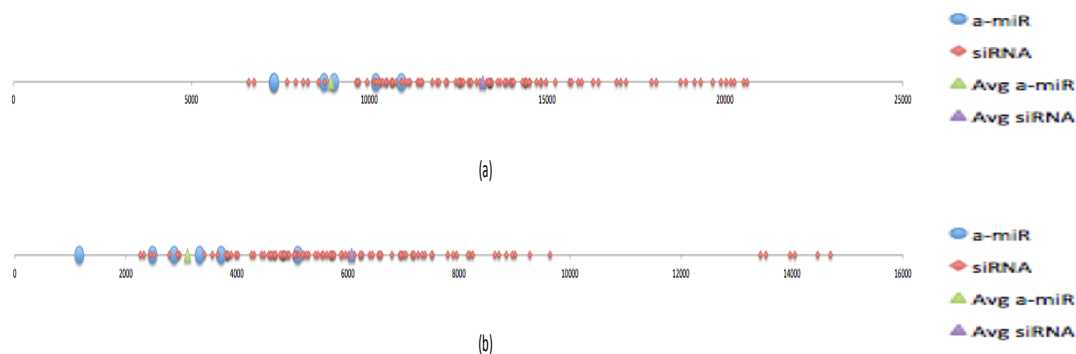 a-miR
siRNA
Avg a-miR
Avg siRNA
0 5000 10000 15000 20000 25000
(a)
a-miR
siRNA
Avg a-miR
Avg siRNA
0 2000 4000 6000 8000 10000 12000 14000 16000
(b)